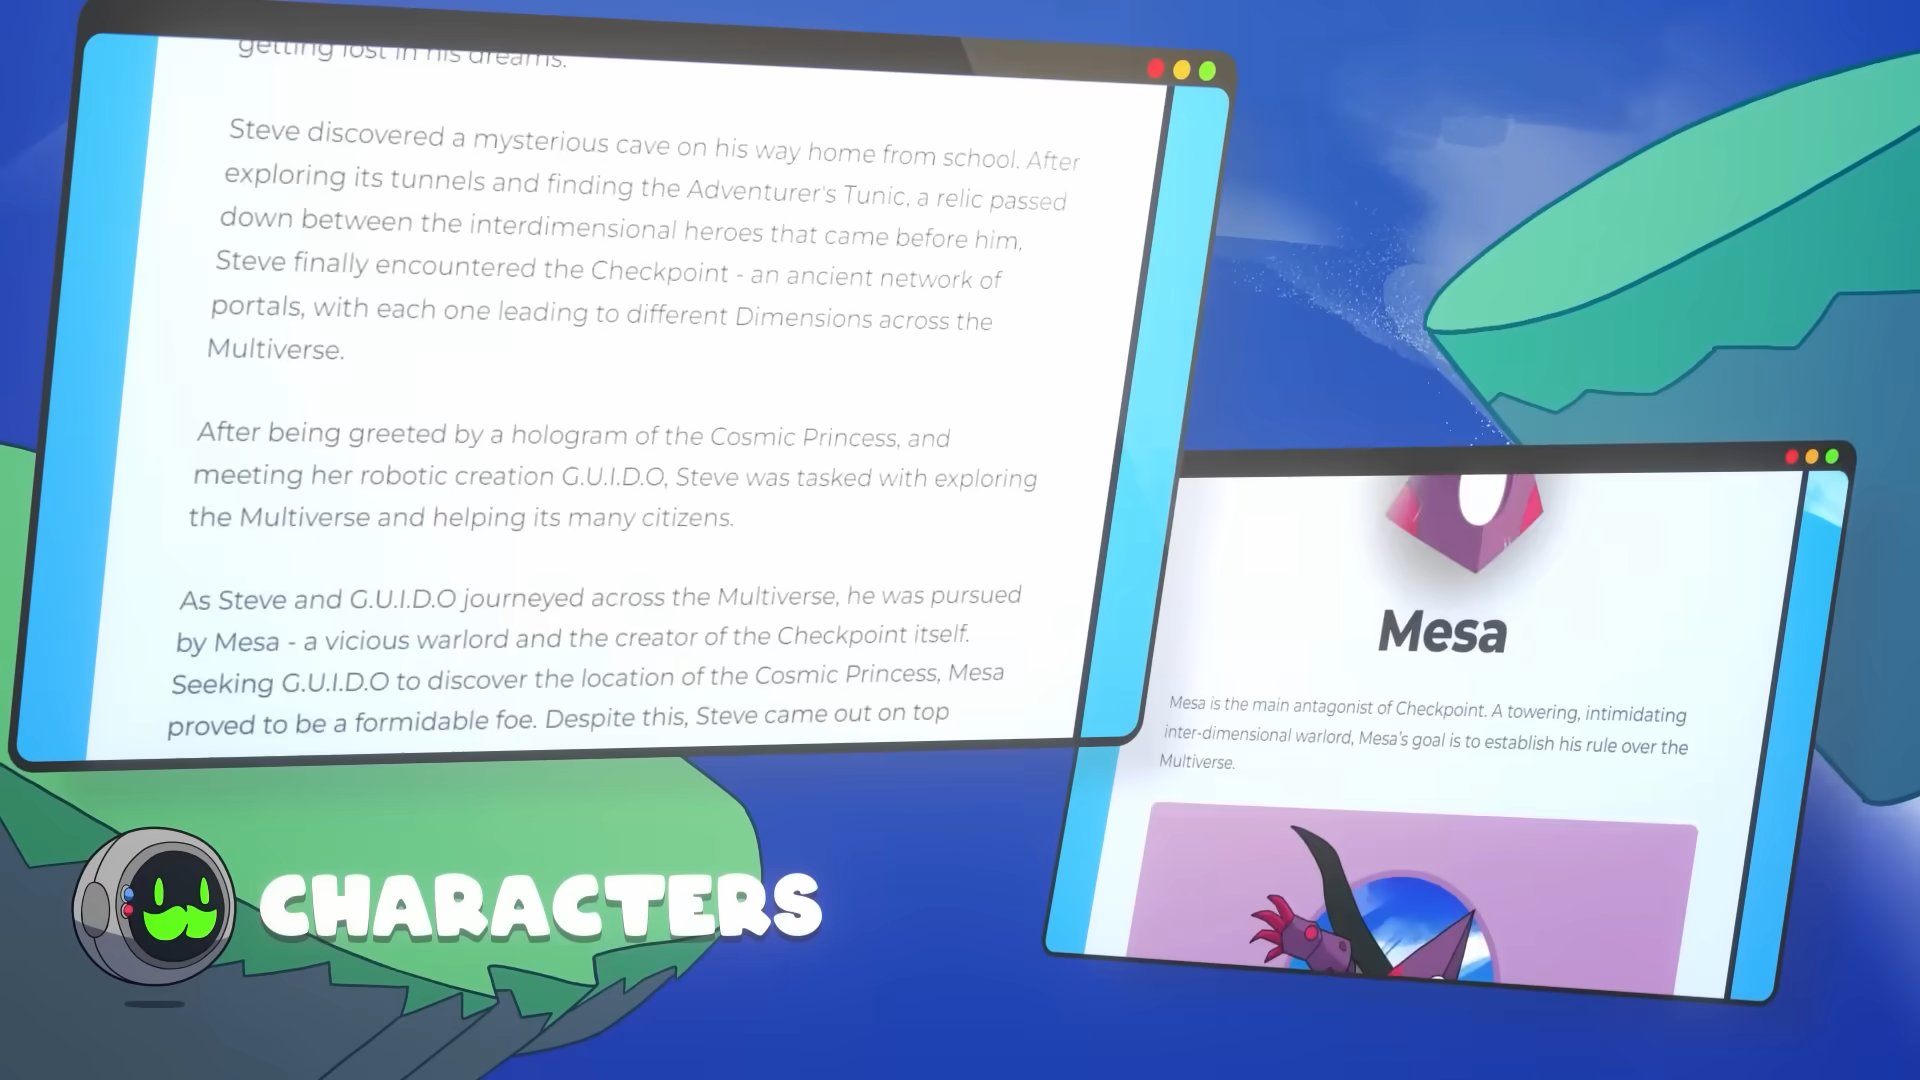 getting lost in his dreams.
Steve discovered a mysterious cave on his way home from school. After
exploring its tunnels and finding the Adventurer's Tunic, a relic passed
down between the interdimensional heroes that came before him,
Steve finally encountered the Checkpoint - an ancient network of
portals, with each one leading to different Dimensions across the
Multiverse.
After being greeted by a hologram of the Cosmic Princess, and
meeting her robotic creation G.U.I.D.O, Steve was tasked with exploring
the Multiverse and helping its many citizens.
As Steve and G.U.I.D.O journeyed across the Multiverse, he was pursued
by Mesa - a vicious warlord and the creator of the Checkpoint itself.
Seeking G.U.I.D.O to discover the location of the Cosmic Princess, Mesa
proved to be a formidable foe. Despite this, Steve came out on top
Mesa
Mesa is the main antagonist of Checkpoint. A towering, intimidating
inter-dimensional warlord, Mesa's goal is to establish his rule over the
Multiverse.
CHARACTERS